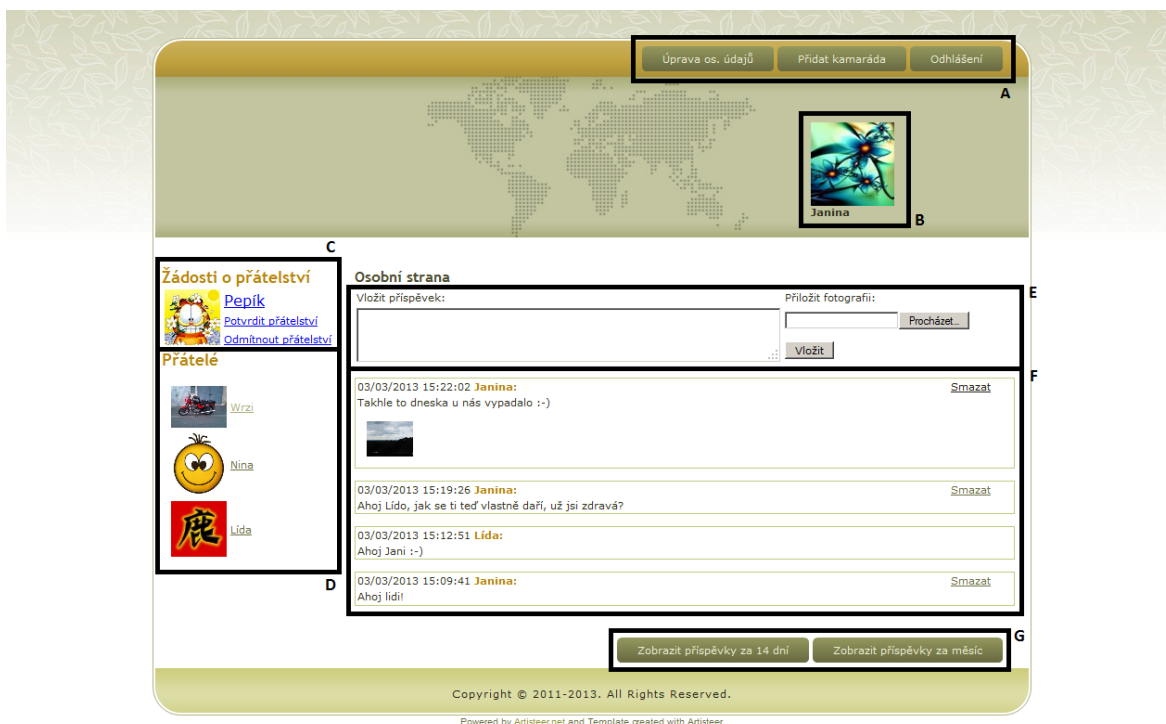 Úprava os. údajů Přidat kamaráda Odhlášení
A
Janina
B
C
Žádosti o přátelství
Pepík
Potvrdit přátelství
Odmítnout přátelství
Přátelé
Wrzi
Nina
鹿
Lída
D
Osobní strana
Vložit příspěvek: Přiložit fotografii:
E
Procházet...
Vložit
F
03/03/2013 15:22:02 Janina: Smazat
Takhle to dneska u nás vypadalo :-)
03/03/2013 15:19:26 Janina: Smazat
Ahoj Lído, jak se ti teď vlastně daří, už jsi zdravá?
03/03/2013 15:12:51 Lída:
Ahoj Jani :-)
03/03/2013 15:09:41 Janina: Smazat
Ahoj lidi!
G
Zobrazit příspěvky za 14 dní Zobrazit příspěvky za měsíc
Copyright © 2011-2013. All Rights Reserved.
Powered by Artisteer.net and Template created with Artisteer.